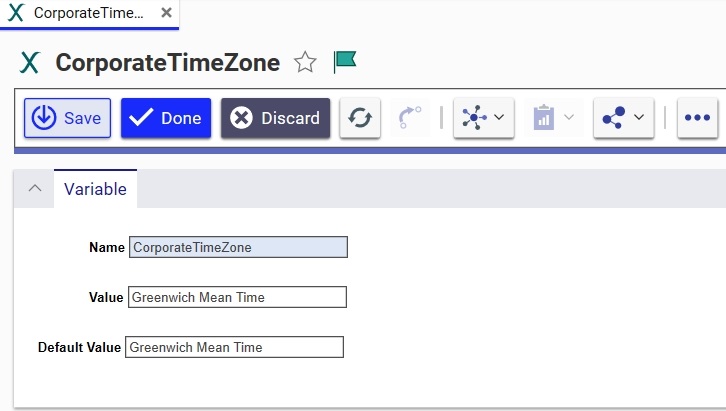 CorporateTime...
CorporateTimeZone
Save Done Discard
Variable
Name CorporateTimeZone
Value Greenwich Mean Time
Default Value Greenwich Mean Time